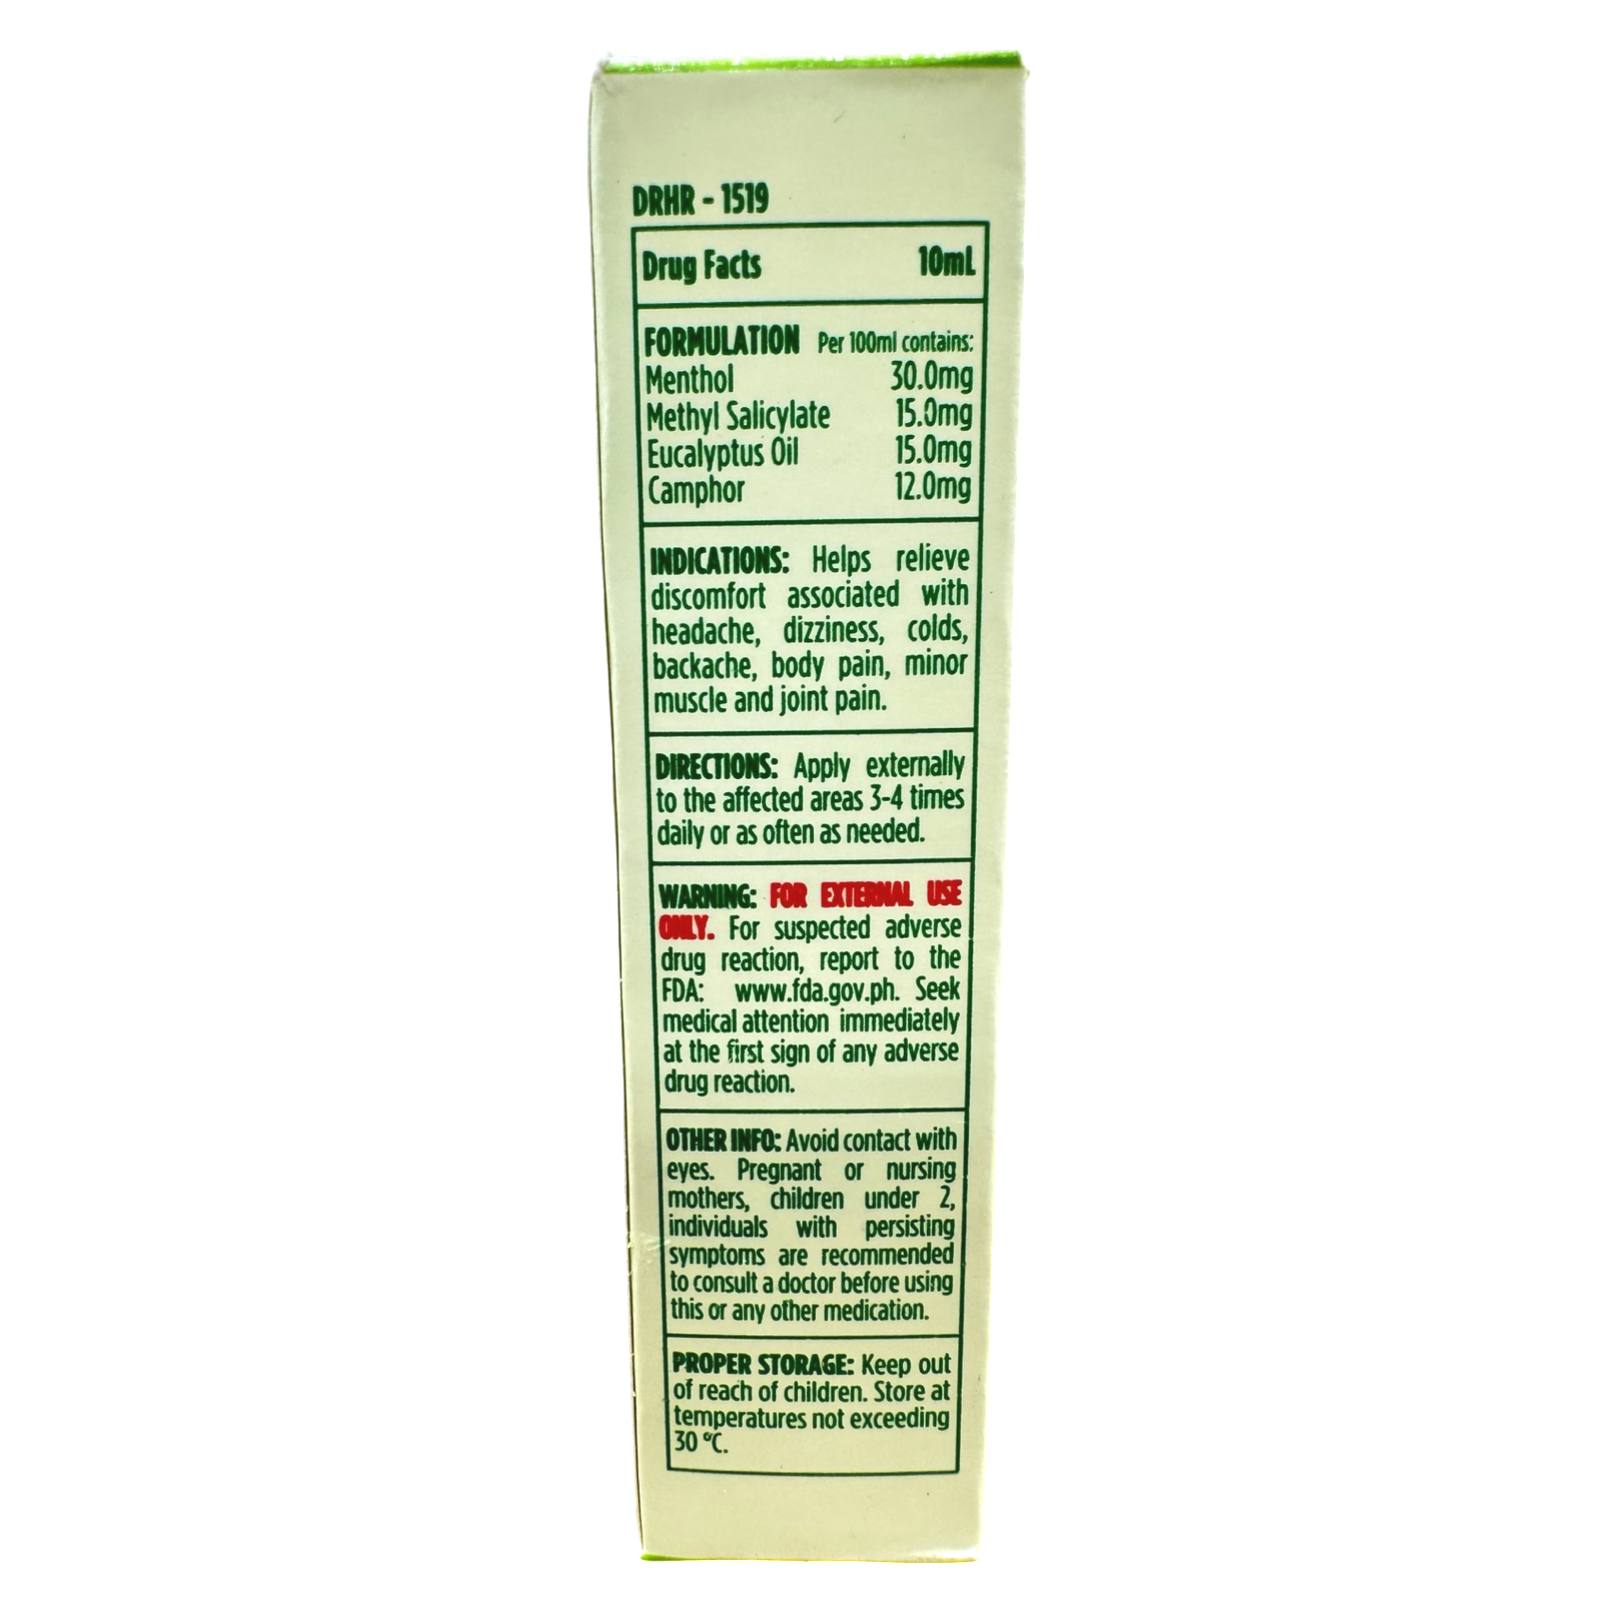 DRHR - 1519
Drug Facts 10mL
FORMULATION Per 100ml contains:
Menthol 30.0mg
Methyl Salicylate 15.0mg
Eucalyptus Oil 15.0mg
Camphor 12.0mg
INDICATIONS: Helps relieve
discomfort associated with
headache, dizziness, colds,
backache, body pain, minor
muscle and joint pain.
DIRECTIONS: Apply externally
to the affected areas 3-4 times
daily or as often as needed.
WARNING: FOR EXTERNAL USE
ONLY. For suspected adverse
drug reaction, report to the
FDA: www.fda.gov.ph. Seek
medical attention immediately
at the first sign of any adverse
drug reaction.
OTHER INFO: Avoid contact with
eyes. Pregnant or nursing
mothers, children under 2,
individuals with persisting
symptoms are recommended
to consult a doctor before using
this or any other medication.
PROPER STORAGE: Keep out
of reach of children. Store at
temperatures not exceeding
30 °C.